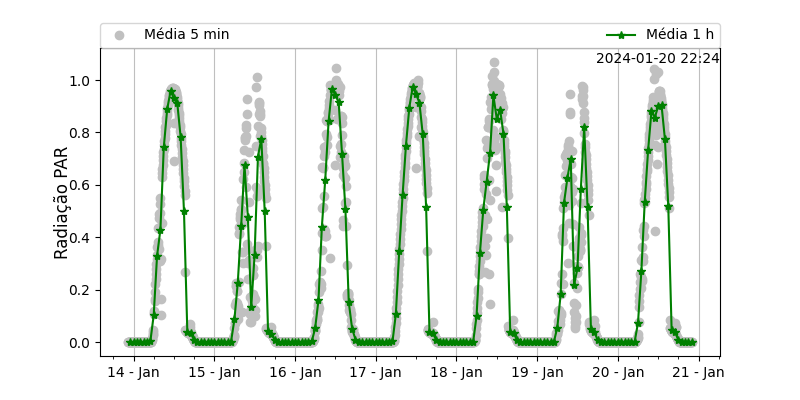 Média 5 min
Média 1 h
2024-01-20 22:24
Radiação PAR
1.0
0.8
0.6
0.4
0.2
0.0
14 - Jan
15 - Jan
16 - Jan
17 - Jan
18 - Jan
19 - Jan
20 - Jan
21 - Jan